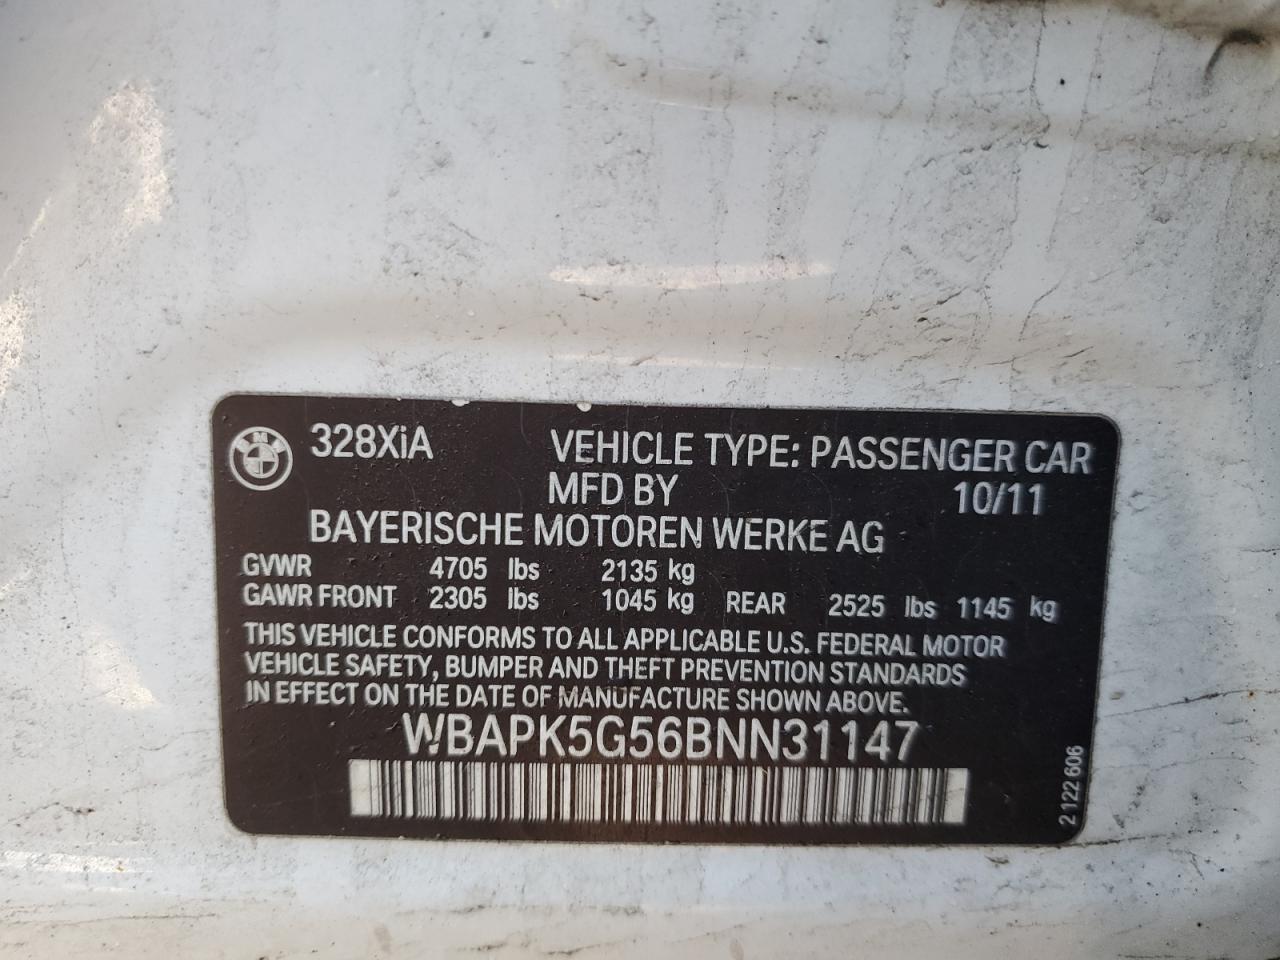 BMW
328XiA VEHICLE TYPE: PASSENGER CAR
MFD BY 10/11
BAYERISCHE MOTOREN WERKE AG
GVWR 4705 lbs 2135 kg
GAWR FRONT 2305 lbs 1045 kg REAR 2525 lbs 1145 kg
THIS VEHICLE CONFORMS TO ALL APPLICABLE U.S. FEDERAL MOTOR
VEHICLE SAFETY, BUMPER AND THEFT PREVENTION STANDARDS
IN EFFECT ON THE DATE OF MANUFACTURE SHOWN ABOVE.
WBAPK5G56BNN31147
2 122 606